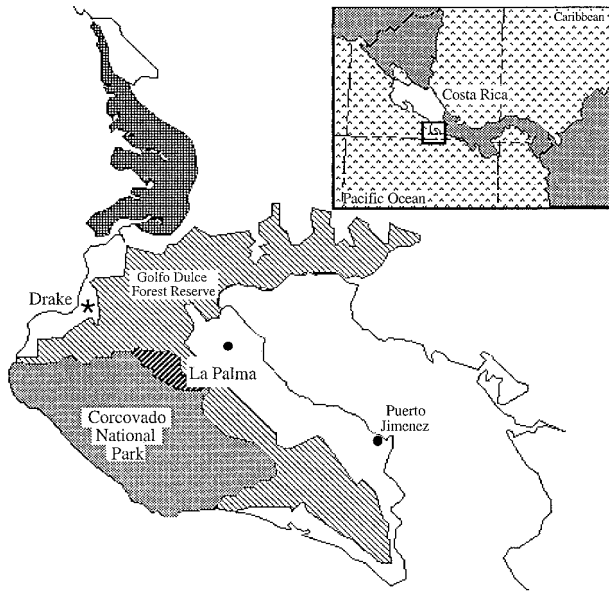 Caribbean
Costa Rica
Pacific Ocean
Golfo Dulce
Forest Reserve
Drake
*
La Palma
Corcovado
National
Park
Puerto
Jimenez